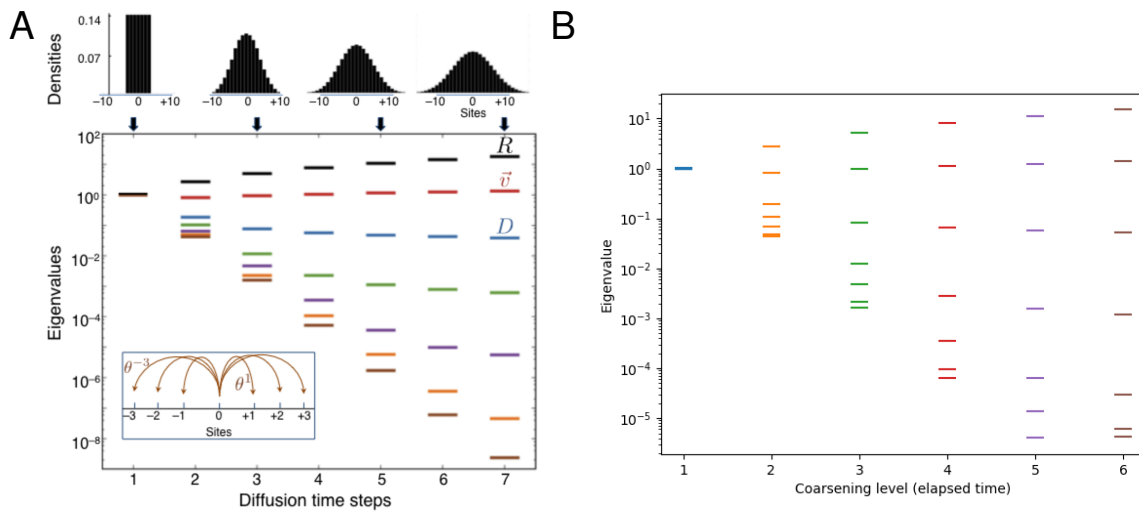 A
B
Densities
0.14
0.07
−10 0 +10
−10 0 +10
−10 0 +10
−10 0 +10
Sites
Eigenvalues
10²
10⁰
10⁻²
10⁻⁴
10⁻⁶
10⁻⁸
R
v⃗
D
θ⁻³
θ¹
−3 −2 −1 0 +1 +2 +3
Sites
1 2 3 4 5 6 7
Diffusion time steps
Eigenvalue
10¹
10⁰
10⁻¹
10⁻²
10⁻³
10⁻⁴
10⁻⁵
1 2 3 4 5 6
Coarsening level (elapsed time)